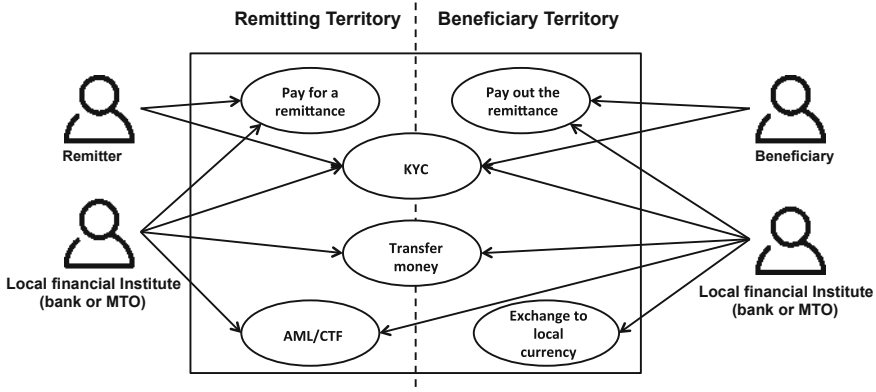 Remitting Territory
Beneficiary Territory
Pay for a
remittance
Pay out the
remittance
Remitter
KYC
Beneficiary
Transfer
money
Local financial Institute
(bank or MTO)
Local financial Institute
(bank or MTO)
AML/CTF
Exchange to
local
currency